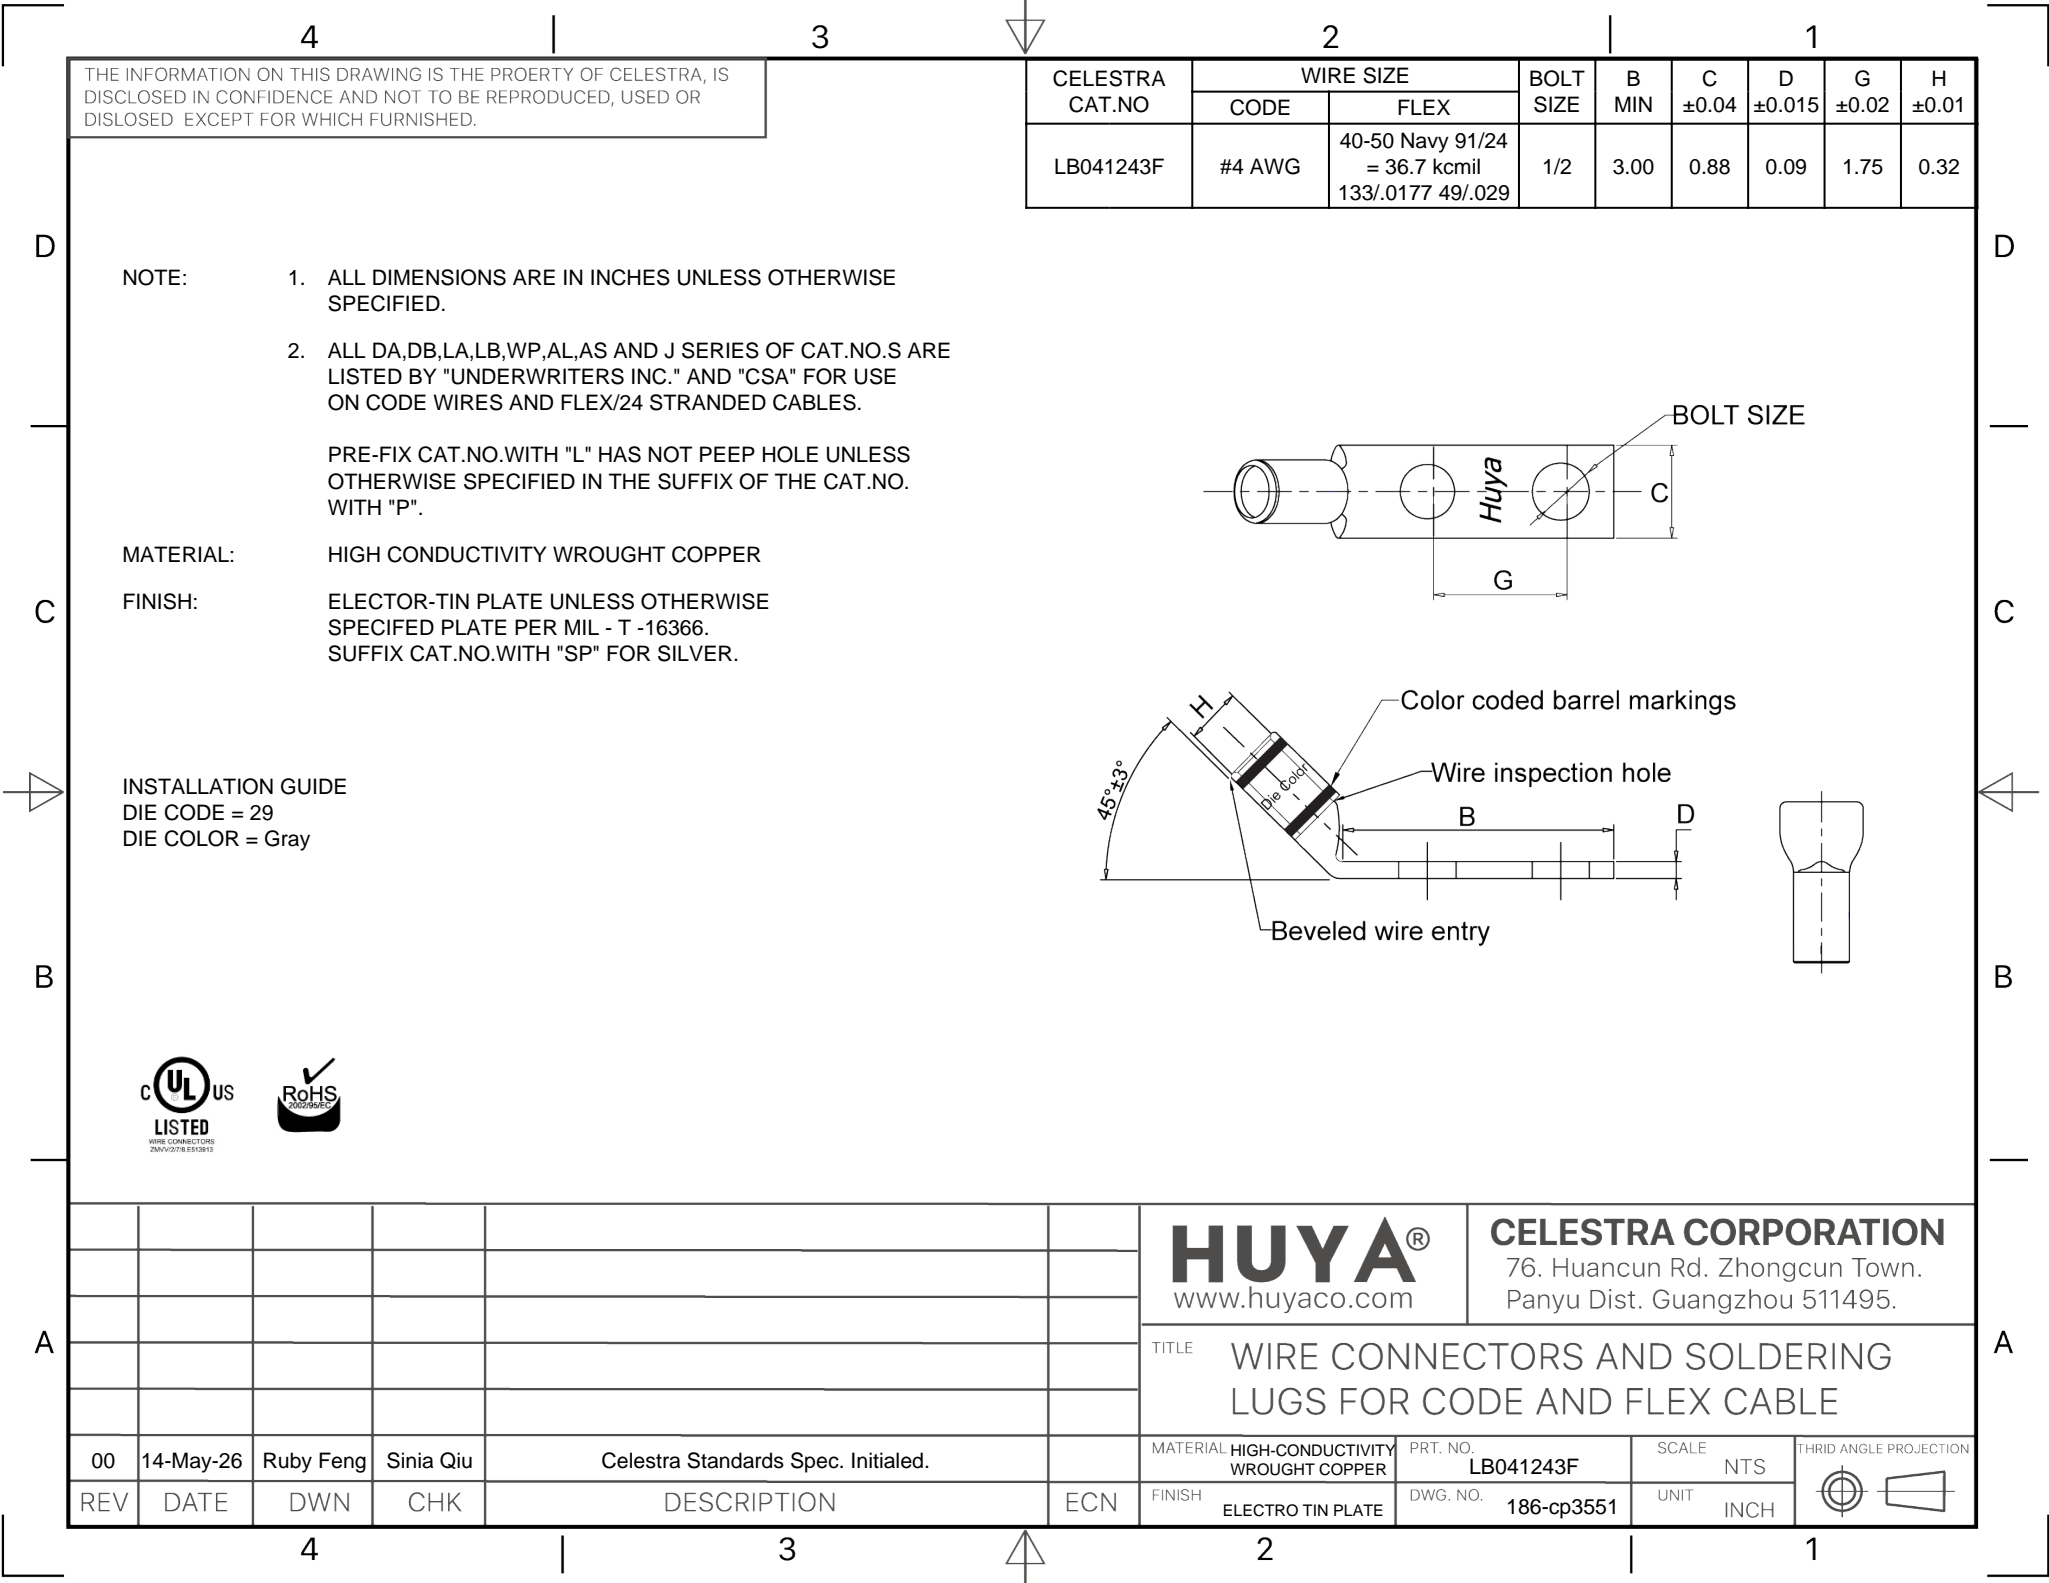 4 3 2 1
THE INFORMATION ON THIS DRAWING IS THE PROERTY OF CELESTRA, IS
DISCLOSED IN CONFIDENCE AND NOT TO BE REPRODUCED, USED OR
DISLOSED EXCEPT FOR WHICH FURNISHED.
CELESTRA CAT.NO WIRE SIZE BOLT SIZE B MIN C ±0.04 D ±0.015 G ±0.02 H ±0.01
CODE FLEX
LB041243F #4 AWG 40-50 Navy 91/24 = 36.7 kcmil 133/.0177 49/.029 1/2 3.00 0.88 0.09 1.75 0.32
D D
NOTE: 1. ALL DIMENSIONS ARE IN INCHES UNLESS OTHERWISE
SPECIFIED.
2. ALL DA,DB,LA,LB,WP,AL,AS AND J SERIES OF CAT.NO.S ARE
LISTED BY "UNDERWRITERS INC." AND "CSA" FOR USE
ON CODE WIRES AND FLEX/24 STRANDED CABLES.
PRE-FIX CAT.NO.WITH "L" HAS NOT PEEP HOLE UNLESS
OTHERWISE SPECIFIED IN THE SUFFIX OF THE CAT.NO.
WITH "P".
MATERIAL: HIGH CONDUCTIVITY WROUGHT COPPER
FINISH: ELECTOR-TIN PLATE UNLESS OTHERWISE
SPECIFED PLATE PER MIL - T -16366.
SUFFIX CAT.NO.WITH "SP" FOR SILVER.
BOLT SIZE
Huya
C
G
C C
H
Color coded barrel markings
Wire inspection hole
Die Color
45°±3°
B
D
Beveled wire entry
INSTALLATION GUIDE
DIE CODE = 29
DIE COLOR = Gray
B B
C UL US
LISTED
WIRE CONNECTORS
RoHS
2002/95/EC
HUYA®
www.huyaco.com
CELESTRA CORPORATION
76. Huancun Rd. Zhongcun Town.
Panyu Dist. Guangzhou 511495.
A A
TITLE WIRE CONNECTORS AND SOLDERING
LUGS FOR CODE AND FLEX CABLE
00 14-May-26 Ruby Feng Sinia Qiu Celestra Standards Spec. Initialed.
REV DATE DWN CHK DESCRIPTION ECN
MATERIAL HIGH-CONDUCTIVITY
WROUGHT COPPER
PRT. NO. LB041243F
SCALE NTS
THRID ANGLE PROJECTION
FINISH ELECTRO TIN PLATE
DWG. NO. 186-cp3551
UNIT INCH
4 3 2 1